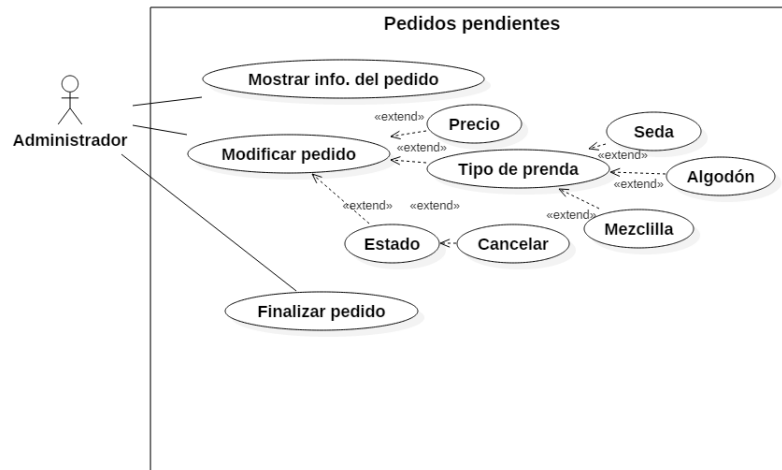 Pedidos pendientes
Mostrar info. del pedido
Administrador
«extend»
Precio
Seda
Modificar pedido
«extend»
Tipo de prenda
«extend»
Algodón
«extend»
«extend»
«extend»
«extend»
Mezclilla
Estado
Cancelar
Finalizar pedido